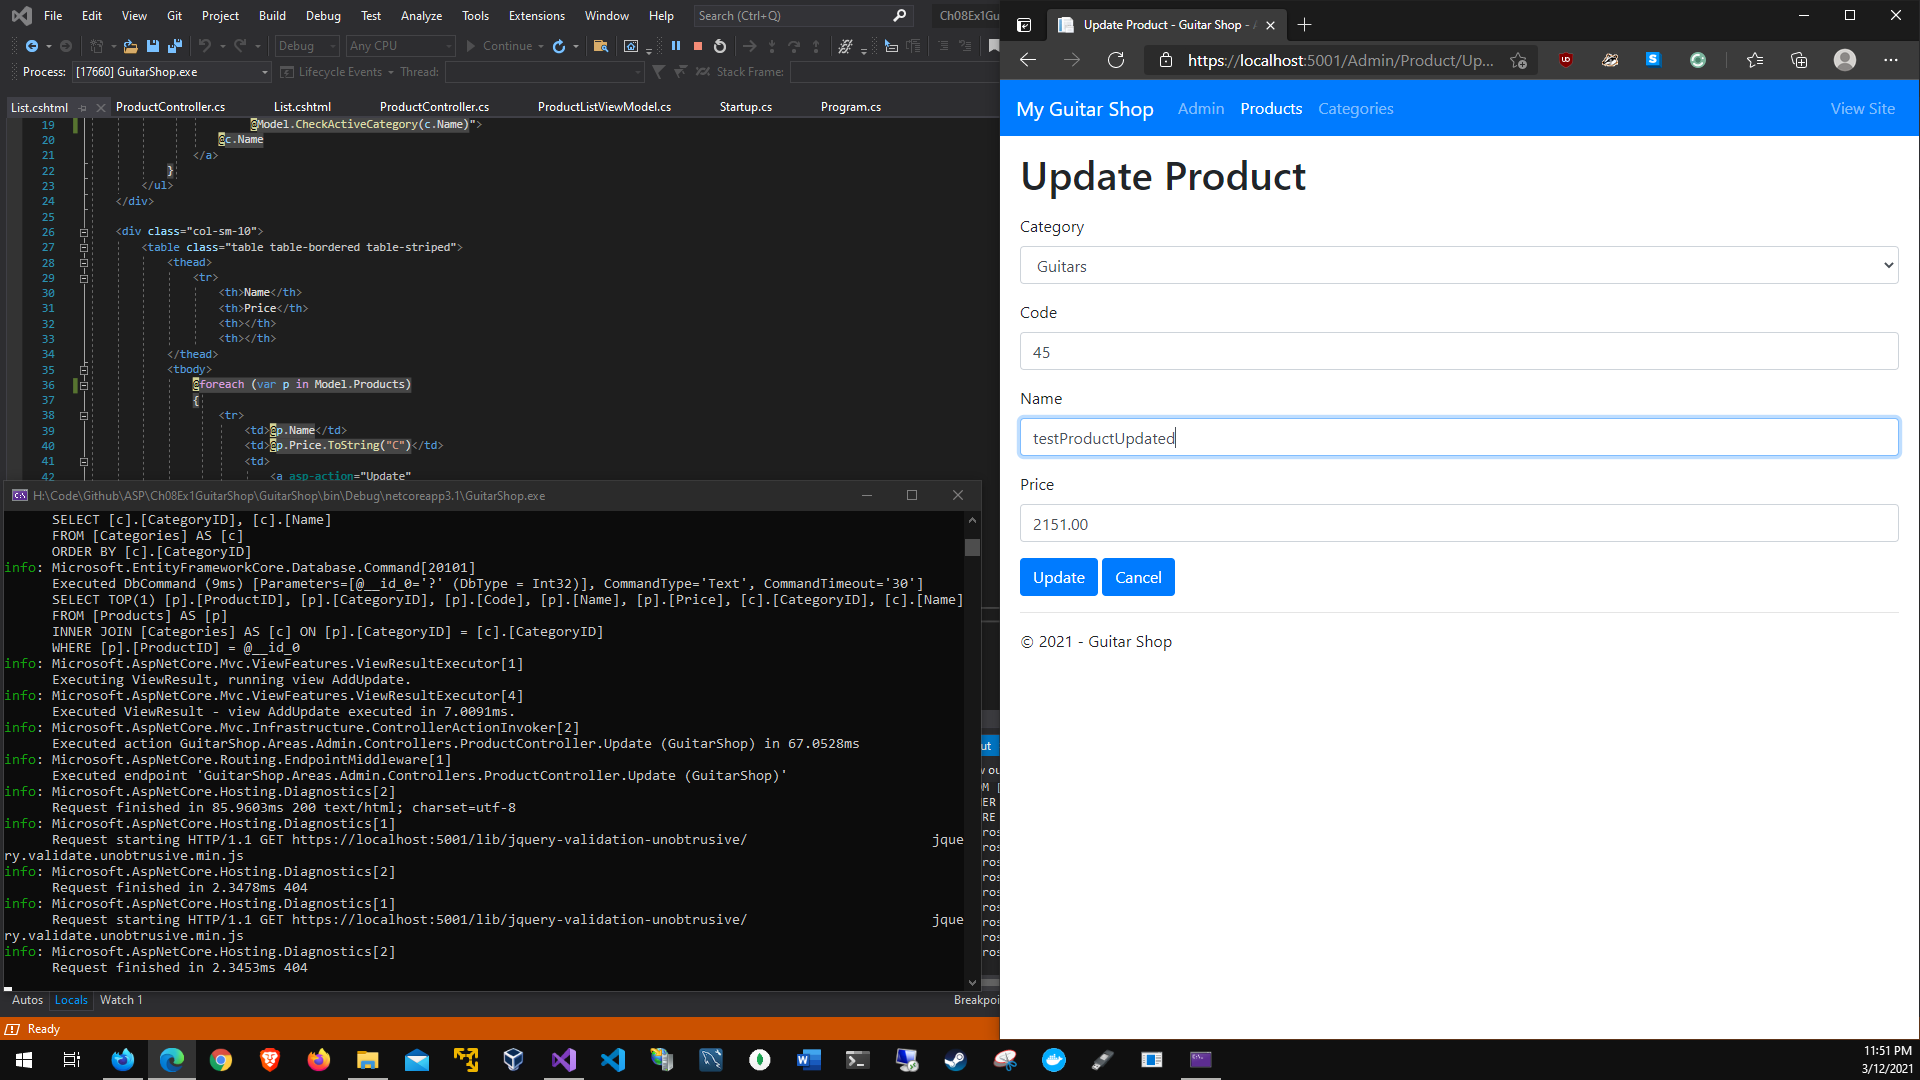 File Edit View Git Project Build Debug Test Analyze Tools Extensions Window Help Search (Ctrl+Q) Ch08Ex1Gu
Debug Any CPU Continue
Process: [17660] GuitarShop.exe Lifecycle Events Thread: Stack Frame:
List.cshtml ProductController.cs List.cshtml ProductController.cs ProductListViewModel.cs Startup.cs Program.cs
19 @Model.CheckActiveCategory(c.Name)">
20 @c.Name
21 </a>
22 }
23 </ul>
24 </div>
25
26 <div class="col-sm-10">
27 <table class="table table-bordered table-striped">
28 <thead>
29 <tr>
30 <th>Name</th>
31 <th>Price</th>
32 <th></th>
33 <th></th>
34 </thead>
35 <tbody>
36 @foreach (var p in Model.Products)
37 {
38 <tr>
39 <td>@p.Name</td>
40 <td>@p.Price.ToString("C")</td>
41 <td>
42 <a asp-action="Update"
H:\Code\Github\ASP\Ch08Ex1GuitarShop\GuitarShop\bin\Debug\netcoreapp3.1\GuitarShop.exe
SELECT [c].[CategoryID], [c].[Name]
FROM [Categories] AS [c]
ORDER BY [c].[CategoryID]
info: Microsoft.EntityFrameworkCore.Database.Command[20101]
Executed DbCommand (9ms) [Parameters=[@__id_0='?' (DbType = Int32)], CommandType='Text', CommandTimeout='30']
SELECT TOP(1) [p].[ProductID], [p].[CategoryID], [p].[Code], [p].[Name], [p].[Price], [c].[CategoryID], [c].[Name]
FROM [Products] AS [p]
INNER JOIN [Categories] AS [c] ON [p].[CategoryID] = [c].[CategoryID]
WHERE [p].[ProductID] = @__id_0
info: Microsoft.AspNetCore.Mvc.ViewFeatures.ViewResultExecutor[1]
Executing ViewResult, running view AddUpdate.
info: Microsoft.AspNetCore.Mvc.ViewFeatures.ViewResultExecutor[4]
Executed ViewResult - view AddUpdate executed in 7.0091ms.
info: Microsoft.AspNetCore.Mvc.Infrastructure.ControllerActionInvoker[2]
Executed action GuitarShop.Areas.Admin.Controllers.ProductController.Update (GuitarShop) in 67.0528ms
info: Microsoft.AspNetCore.Routing.EndpointMiddleware[1]
Executed endpoint 'GuitarShop.Areas.Admin.Controllers.ProductController.Update (GuitarShop)'
info: Microsoft.AspNetCore.Hosting.Diagnostics[2]
Request finished in 85.9603ms 200 text/html; charset=utf-8
info: Microsoft.AspNetCore.Hosting.Diagnostics[1]
Request starting HTTP/1.1 GET https://localhost:5001/lib/jquery-validation-unobtrusive/ jque
ry.validate.unobtrusive.min.js
info: Microsoft.AspNetCore.Hosting.Diagnostics[2]
Request finished in 2.3478ms 404
info: Microsoft.AspNetCore.Hosting.Diagnostics[1]
Request starting HTTP/1.1 GET https://localhost:5001/lib/jquery-validation-unobtrusive/ jque
ry.validate.unobtrusive.min.js
info: Microsoft.AspNetCore.Hosting.Diagnostics[2]
Request finished in 2.3453ms 404
Autos Locals Watch 1 Breakpoi
Ready
Update Product - Guitar Shop -
https://localhost:5001/Admin/Product/Up...
My Guitar Shop Admin Products Categories View Site
Update Product
Category
Guitars
Code
45
Name
testProductUpdated
Price
2151.00
Update Cancel
© 2021 - Guitar Shop
11:51 PM
3/12/2021